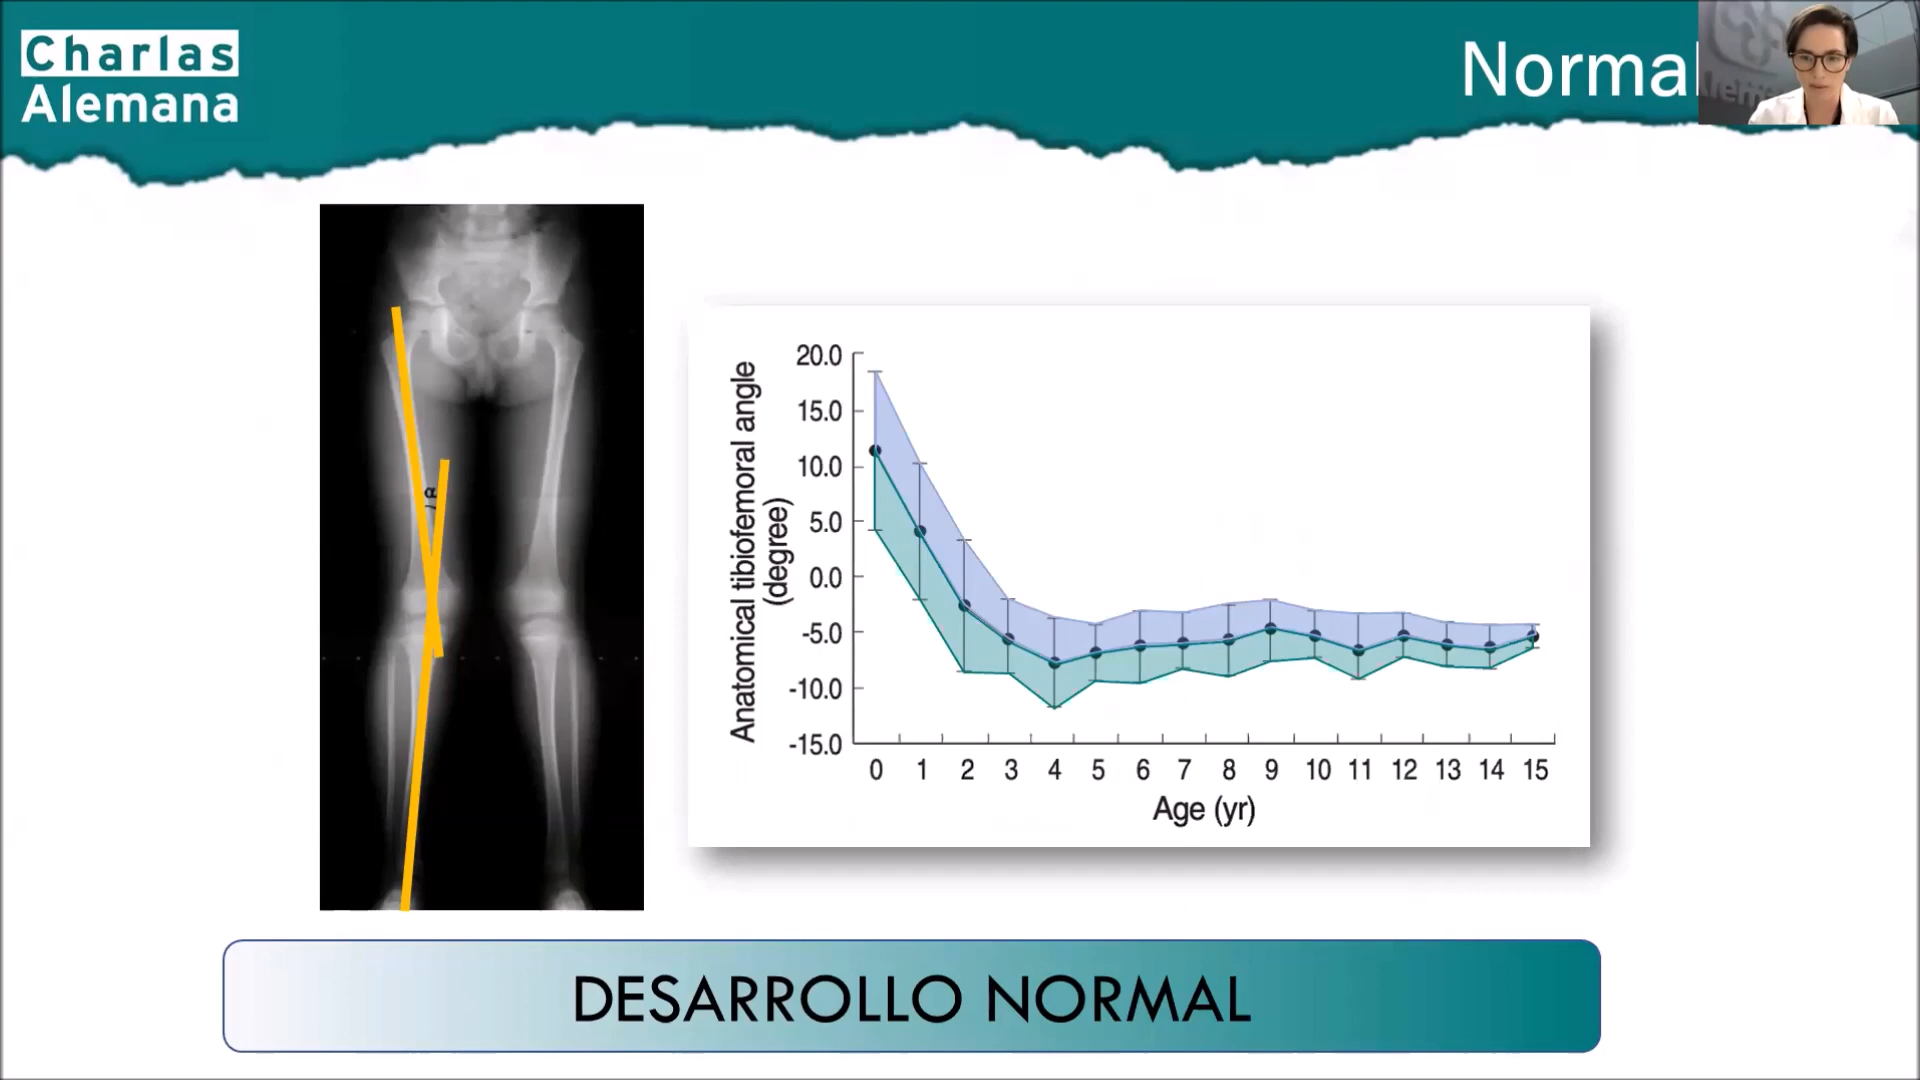 Charlas
Alemana
Normal
α
Anatomical tibiofemoral angle
(degree)
20.0
15.0
10.0
5.0
0.0
-5.0
-10.0
-15.0
0 1 2 3 4 5 6 7 8 9 10 11 12 13 14 15
Age (yr)
DESARROLLO NORMAL